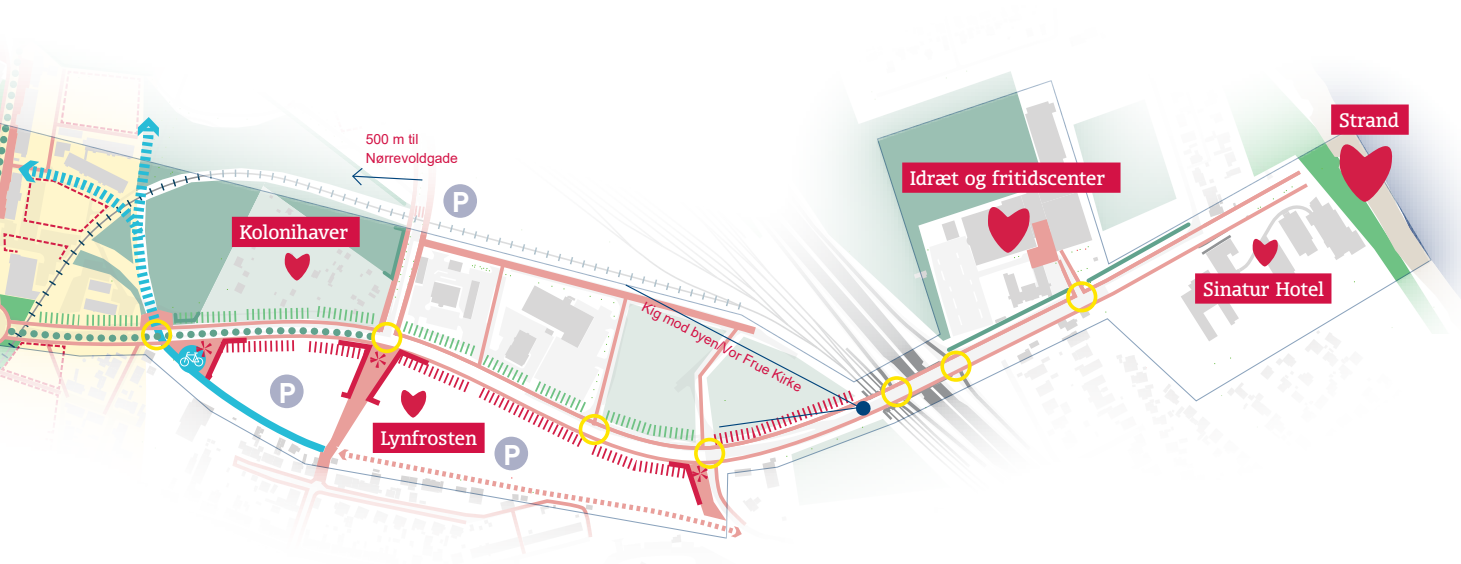 500 m til
Nørrevoldgade
P
Kolonihaver
Idræt og fritidscenter
Strand
Sinatur Hotel
Kig mod byen/Vor Frue Kirke
P
Lynfrosten
P